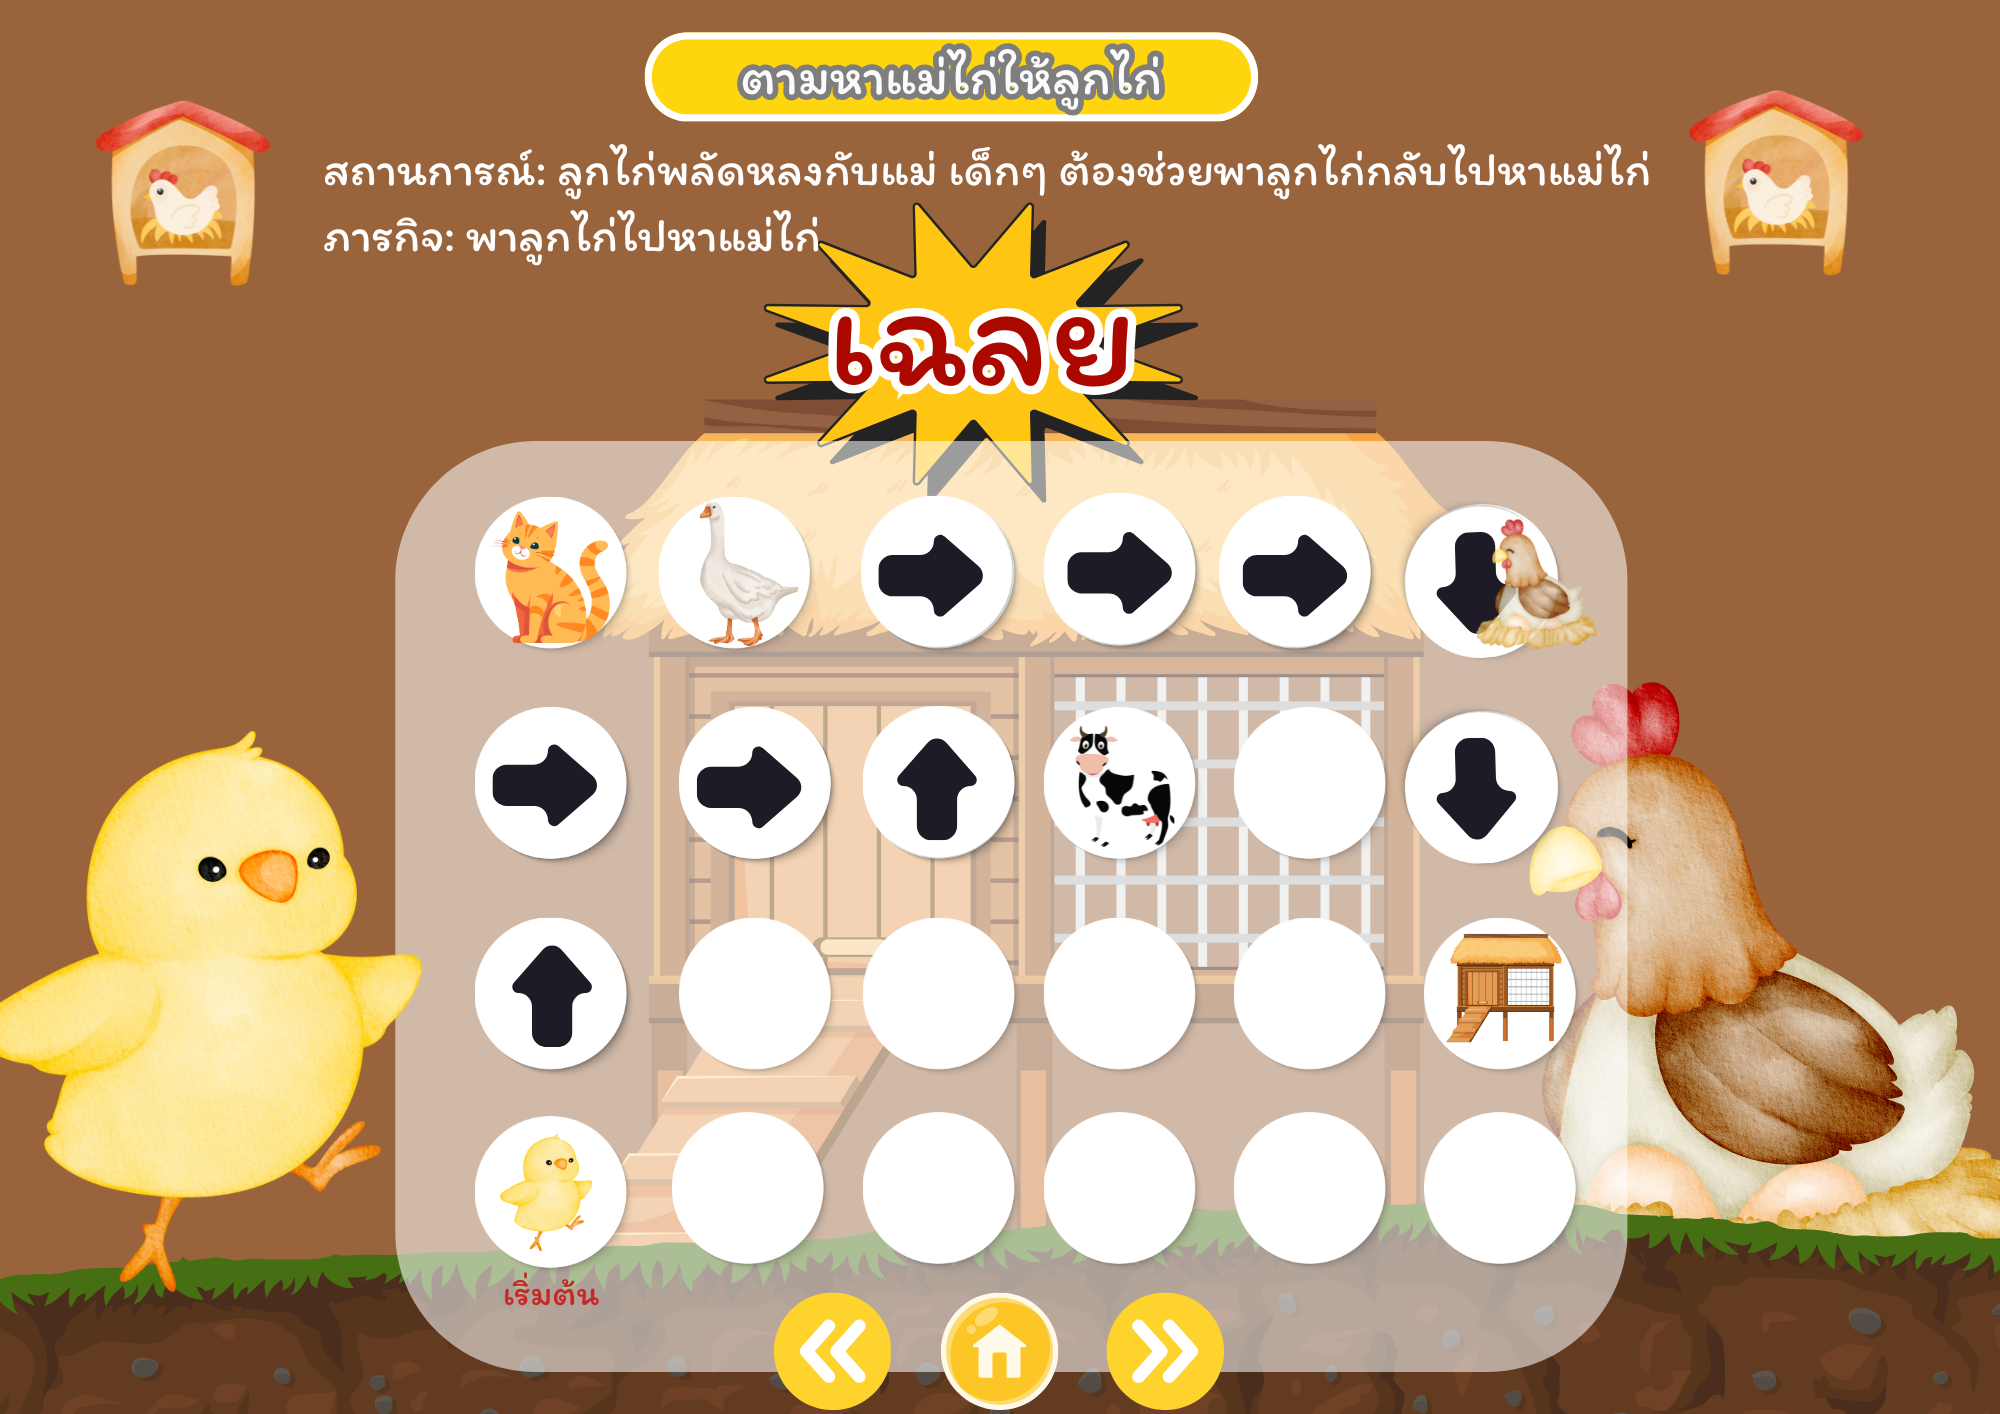 ตามหาแม่ไก่ให้ลูกไก่
สถานการณ์: ลูกไก่พลัดหลงกับแม่ เด็กๆ ต้องช่วยพาลูกไก่กลับไปหาแม่ไก่
ภารกิจ: พาลูกไก่ไปหาแม่ไก่
เฉลย
เริ่มต้น